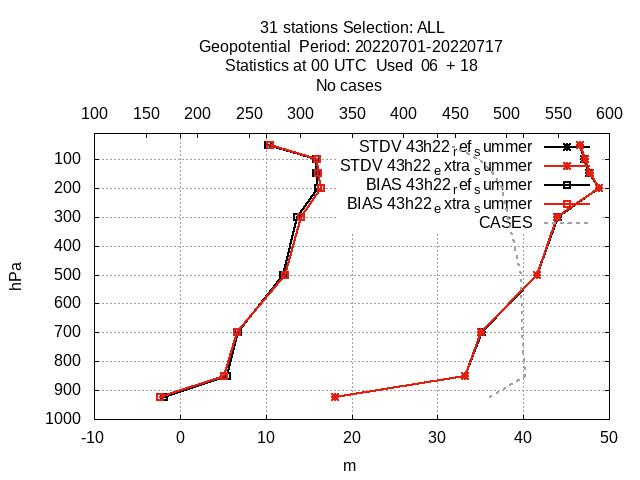 31 stations Selection: ALL
Geopotential  Period: 20220701-20220717
Statistics at 00 UTC  Used  06  + 18
No cases
100 150 200 250 300 350 400 450 500 550 600
STDV 43h22_ref_summer
STDV 43h22_extra_summer
BIAS 43h22_ref_summer
BIAS 43h22_extra_summer
CASES
hPa
100
200
300
400
500
600
700
800
900
1000
-10 0 10 20 30 40 50
m